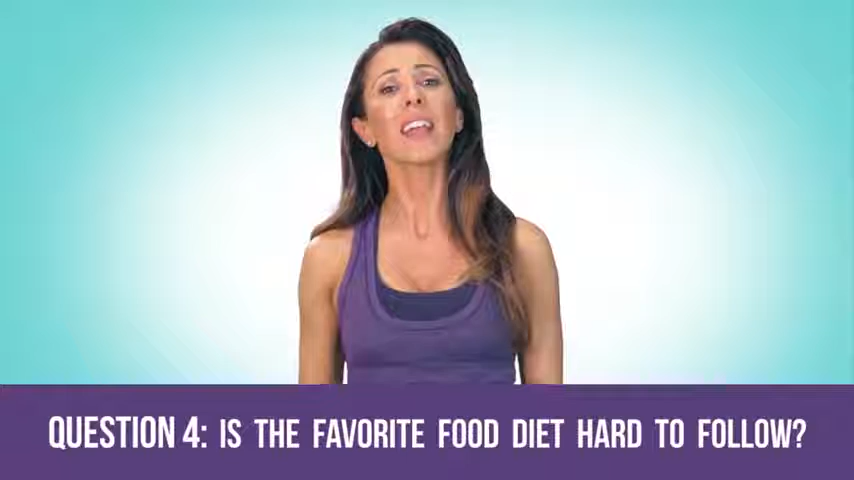 QUESTION 4: IS THE FAVORITE FOOD DIET HARD TO FOLLOW?